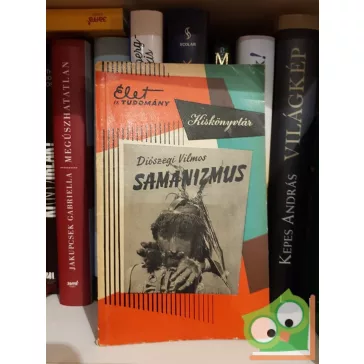 Élet
ÉS TUDOMÁNY
Kiskönyvtár
Diószegi Vilmos
SAMANIZMUS
JAKUPCSEK GABRIELLA
MEGÚSZHATATLAN
KEPES ANDRÁS
VILÁGKÉP